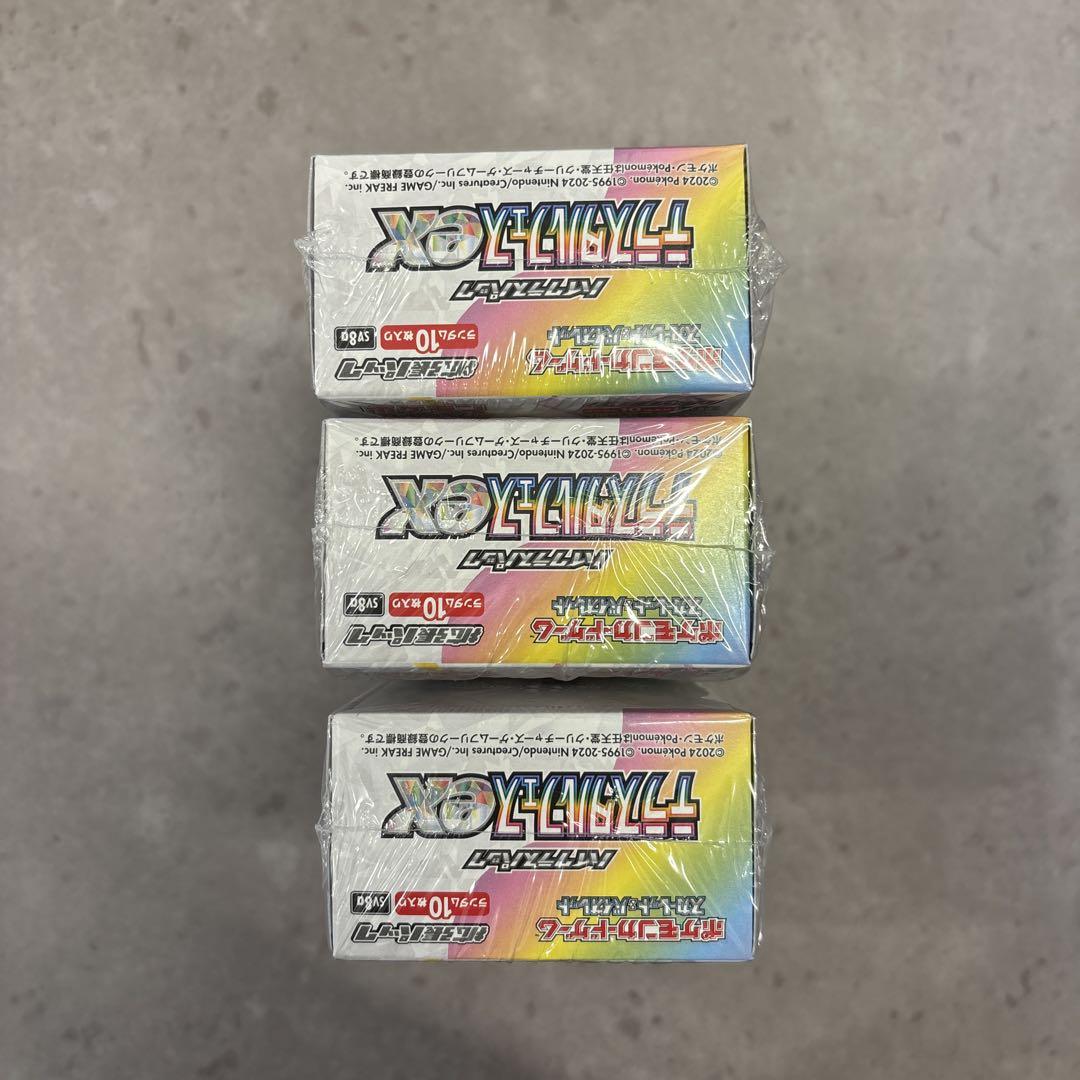 ポケモンカードゲーム
スカーレット&バイオレット
拡張パック
ランダム10枚入り
SV8a
ハイクラスパック
テラスタルフェスex
©2024 Pokémon. ©1995-2024 Nintendo/Creatures Inc./GAME FREAK inc.
ポケモン・Pokémonは任天堂・クリーチャーズ・ゲームフリークの登録商標です。
ポケモンカードゲーム
スカーレット&バイオレット
拡張パック
ランダム10枚入り
SV8a
ハイクラスパック
テラスタルフェスex
©2024 Pokémon. ©1995-2024 Nintendo/Creatures Inc./GAME FREAK inc.
ポケモン・Pokémonは任天堂・クリーチャーズ・ゲームフリークの登録商標です。
ポケモンカードゲーム
スカーレット&バイオレット
拡張パック
ランダム10枚入り
SV8a
ハイクラスパック
テラスタルフェスex
©2024 Pokémon. ©1995-2024 Nintendo/Creatures Inc./GAME FREAK inc.
ポケモン・Pokémonは任天堂・クリーチャーズ・ゲームフリークの登録商標です。